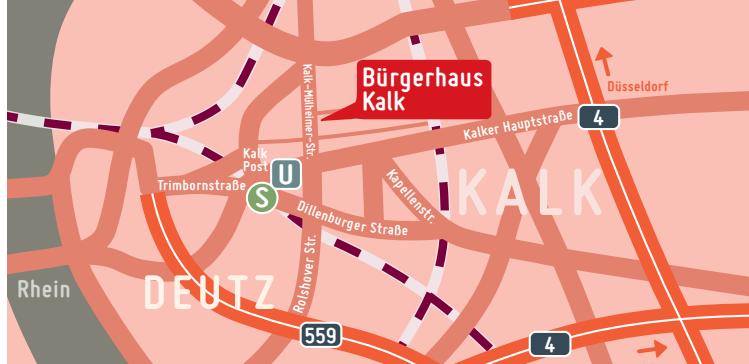 Bürgerhaus
Kalk
Düsseldorf
4
Kalk-Mülheimer-Str.
Kalker Hauptstraße
Kalk
Post
U
Trimbornstraße
S
Kapellenstr.
KALK
Dillenburger Straße
Rolshover Str.
Rhein
DEUTZ
559
4